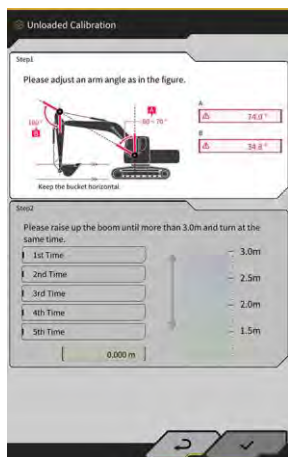 Unloaded Calibration
Step1
Please adjust an arm angle as in the figure.
A
60~70°
160°
B
A
34.0 °
B
34.8 °
Keep the bucket horizontal.
Step2
Please raise up the boom until more than 3.0m and turn at the
same time.
1st Time
2nd Time
3rd Time
4th Time
5th Time
0.000 m
3.0m
2.5m
2.0m
1.5m